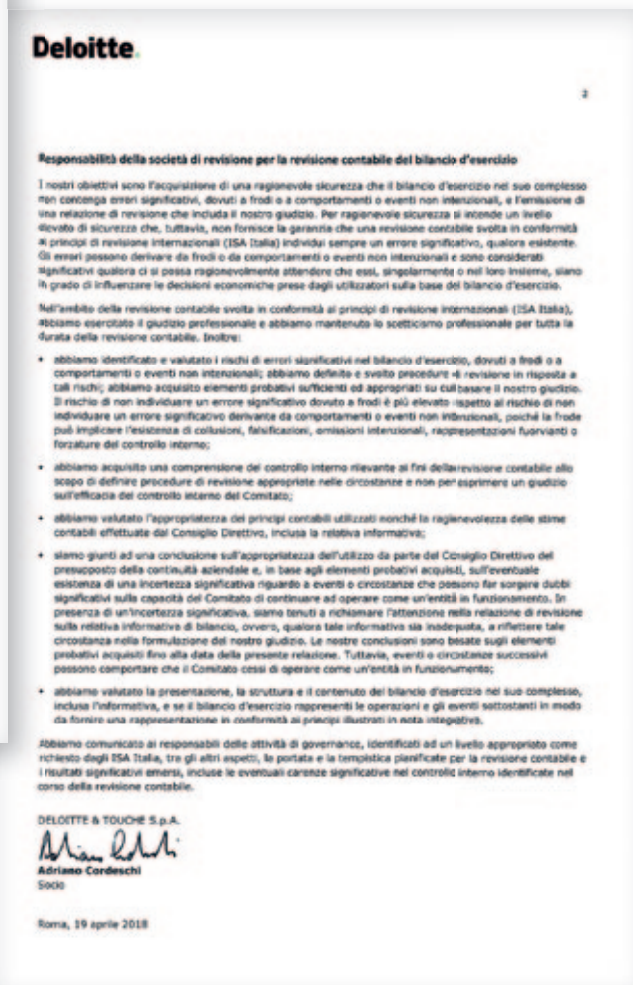 Deloitte.
2
Responsabilità della società di revisione per la revisione contabile del bilancio d'esercizio
I nostri obiettivi sono l'acquisizione di una ragionevole sicurezza che il bilancio d'esercizio nel suo complesso
non contenga errori significativi, dovuti a frodi o a comportamenti o eventi non intenzionali, e l'emissione di
una relazione di revisione che includa il nostro giudizio. Per ragionevole sicurezza si intende un livello
elevato di sicurezza che, tuttavia, non fornisce la garanzia che una revisione contabile svolta in conformità
ai principi di revisione internazionali (ISA Italia) individui sempre un errore significativo, qualora esistente.
Gli errori possono derivare da frodi o da comportamenti o eventi non intenzionali e sono considerati
significativi qualora ci si possa ragionevolmente attendere che essi, singolarmente o nel loro insieme, siano
in grado di influenzare le decisioni economiche prese dagli utilizzatori sulla base del bilancio d'esercizio.
Nell'ambito della revisione contabile svolta in conformità ai principi di revisione internazionali (ISA Italia),
abbiamo esercitato il giudizio professionale e abbiamo mantenuto lo scetticismo professionale per tutta la
durata della revisione contabile. Inoltre:
• abbiamo identificato e valutato i rischi di errori significativi nel bilancio d'esercizio, dovuti a frodi o a
comportamenti o eventi non intenzionali; abbiamo definito e svolto procedure di revisione in risposta a
tali rischi; abbiamo acquisito elementi probativi sufficienti ed appropriati su cui basare il nostro giudizio.
Il rischio di non individuare un errore significativo dovuto a frodi è più elevato rispetto al rischio di non
individuare un errore significativo derivante da comportamenti o eventi non intenzionali, poiché la frode
può implicare l'esistenza di collusioni, falsificazioni, omissioni intenzionali, rappresentazioni fuorvianti o
forzature del controllo interno;
• abbiamo acquisito una comprensione del controllo interno rilevante ai fini della revisione contabile allo
scopo di definire procedure di revisione appropriate nelle circostanze e non per esprimere un giudizio
sull'efficacia del controllo interno del Comitato;
• abbiamo valutato l'appropriatezza dei principi contabili utilizzati nonché la ragionevolezza delle stime
contabili effettuate dal Consiglio Direttivo, inclusa la relativa informativa;
• siamo giunti ad una conclusione sull'appropriatezza dell'utilizzo da parte del Consiglio Direttivo del
presupposto della continuità aziendale e, in base agli elementi probativi acquisiti, sull'eventuale
esistenza di una incertezza significativa riguardo a eventi o circostanze che possono far sorgere dubbi
significativi sulla capacità del Comitato di continuare ad operare come un'entità in funzionamento. In
presenza di un'incertezza significativa, siamo tenuti a richiamare l'attenzione nella relazione di revisione
sulla relativa informativa di bilancio, ovvero, qualora tale informativa sia inadeguata, a riflettere tale
circostanza nella formulazione del nostro giudizio. Le nostre conclusioni sono basate sugli elementi
probativi acquisiti fino alla data della presente relazione. Tuttavia, eventi o circostanze successivi
possono comportare che il Comitato cessi di operare come un'entità in funzionamento;
• abbiamo valutato la presentazione, la struttura e il contenuto del bilancio d'esercizio nel suo complesso,
inclusa l'informativa, e se il bilancio d'esercizio rappresenti le operazioni e gli eventi sottostanti in modo
da fornire una rappresentazione in conformità ai principi illustrati in nota integrativa.
Abbiamo comunicato ai responsabili delle attività di governance, identificati ad un livello appropriato come
richiesto dagli ISA Italia, tra gli altri aspetti, la portata e la tempistica pianificate per la revisione contabile e
i risultati significativi emersi, incluse le eventuali carenze significative nel controllo interno identificate nel
corso della revisione contabile.
DELOITTE & TOUCHE S.p.A.
Adriano Cordeschi
Socio
Roma, 19 aprile 2018